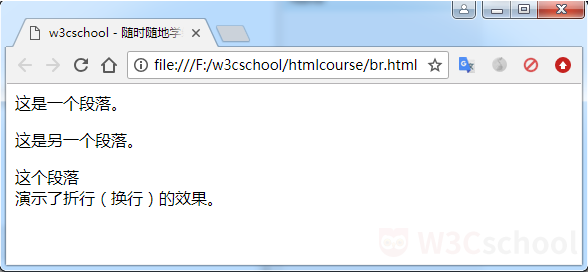 w3cschool - 随时随地学
file:///F:/w3cschool/htmlcourse/br.html
这是一个段落。
这是另一个段落。
这个段落
演示了折行（换行）的效果。
W3Cschool